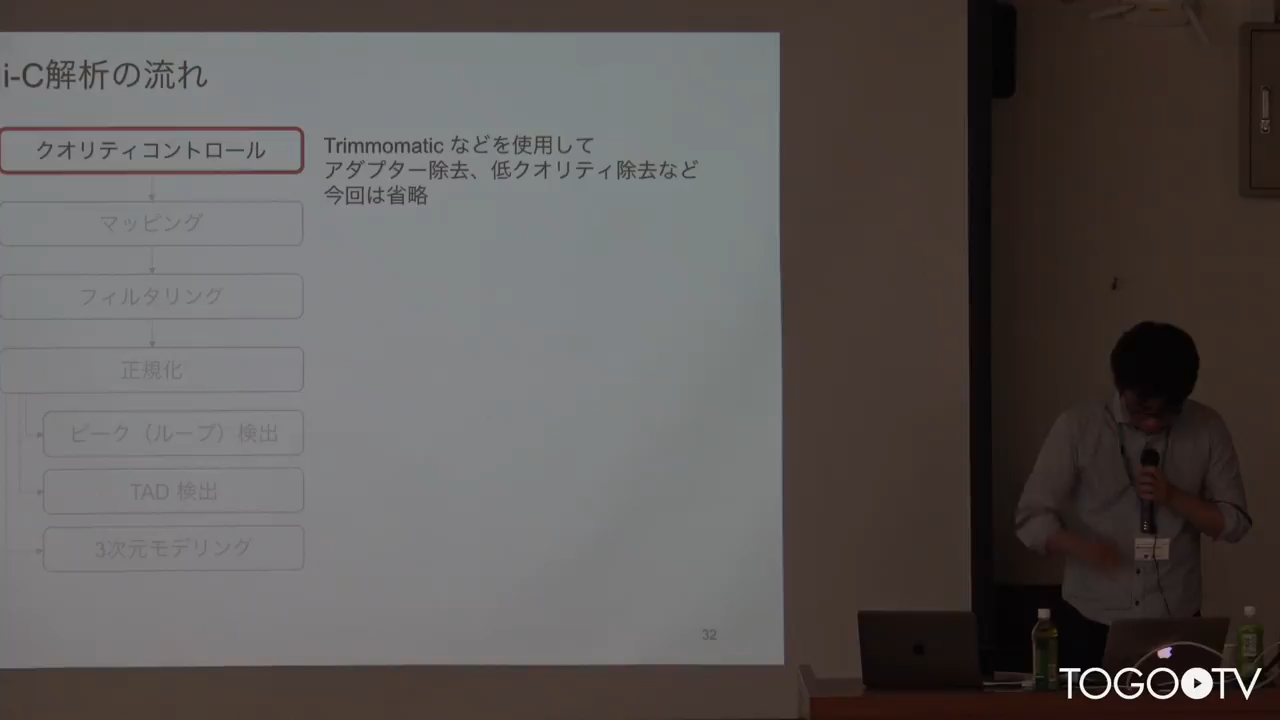 i-C解析の流れ
クオリティコントロール
Trimmomatic などを使用して
アダプター除去、低クオリティ除去など
今回は省略
マッピング
フィルタリング
正規化
ピーク（ループ）検出
TAD 検出
3次元モデリング
32
TOGOTV